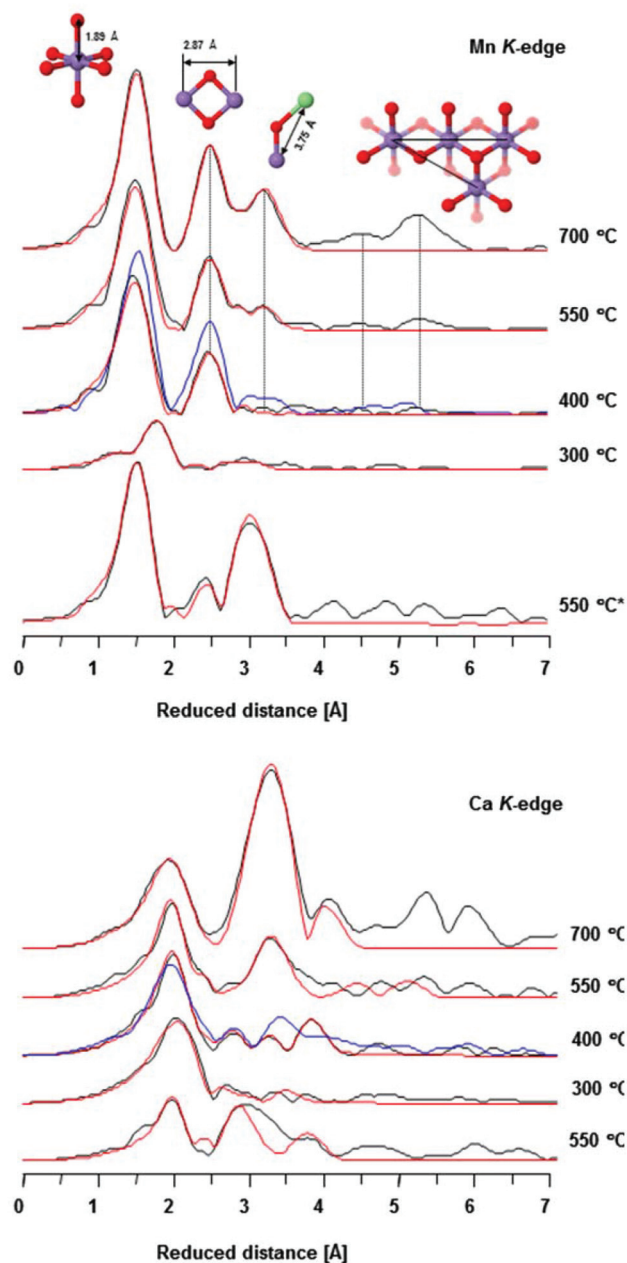 1.89 Å
2.87 Å
3.75 Å
Mn K-edge
700 °C
550 °C
400 °C
300 °C
550 °C*
0 1 2 3 4 5 6 7
Reduced distance [Å]
Ca K-edge
700 °C
550 °C
400 °C
300 °C
550 °C
0 1 2 3 4 5 6 7
Reduced distance [Å]